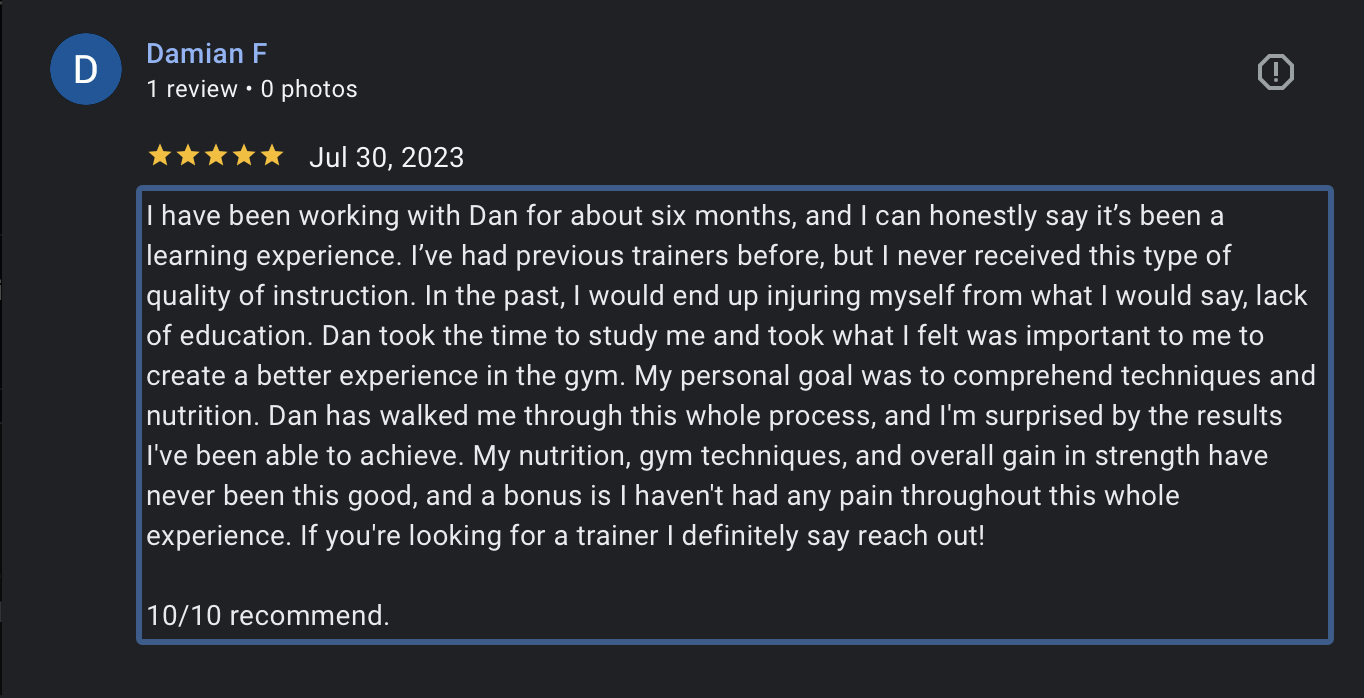 D
Damian F
1 review • 0 photos
Jul 30, 2023
I have been working with Dan for about six months, and I can honestly say it’s been a
learning experience. I’ve had previous trainers before, but I never received this type of
quality of instruction. In the past, I would end up injuring myself from what I would say, lack
of education. Dan took the time to study me and took what I felt was important to me to
create a better experience in the gym. My personal goal was to comprehend techniques and
nutrition. Dan has walked me through this whole process, and I'm surprised by the results
I've been able to achieve. My nutrition, gym techniques, and overall gain in strength have
never been this good, and a bonus is I haven't had any pain throughout this whole
experience. If you're looking for a trainer I definitely say reach out!
10/10 recommend.